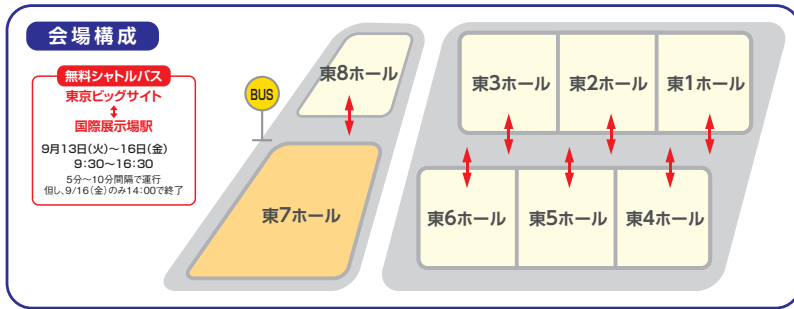 会場構成
無料シャトルバス
東京ビッグサイト
国際展示場駅
9月13日(火)～16日(金)
9:30～16:30
5分～10分間隔で運行
但し、9/16(金)のみ14:00で終了
BUS
東8ホール
東7ホール
東3ホール
東2ホール
東1ホール
東6ホール
東5ホール
東4ホール